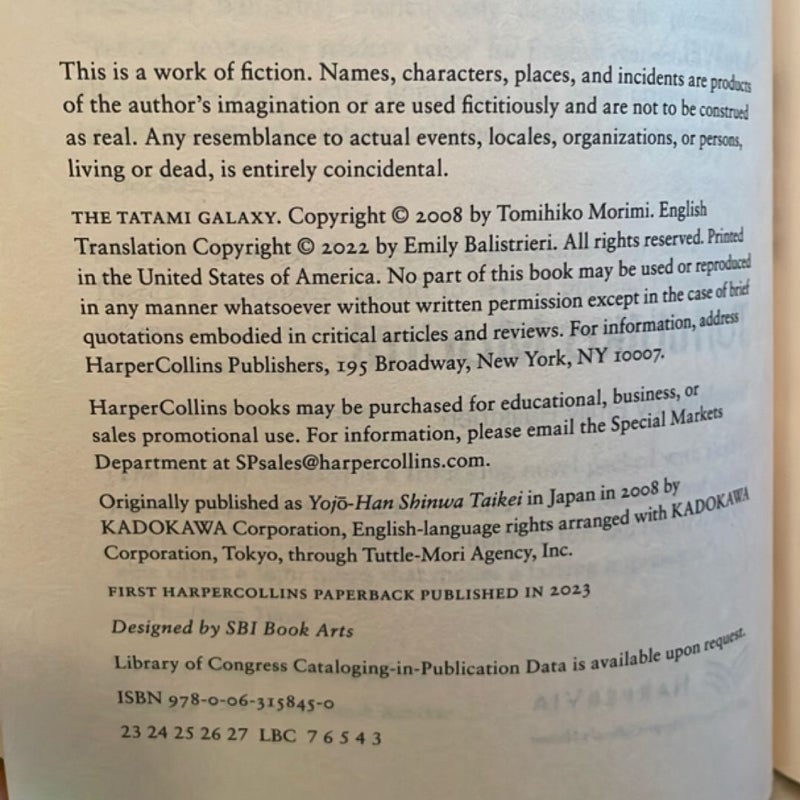 This is a work of fiction. Names, characters, places, and incidents are products
of the author's imagination or are used fictitiously and are not to be construed
as real. Any resemblance to actual events, locales, organizations, or persons,
living or dead, is entirely coincidental.
THE TATAMI GALAXY. Copyright © 2008 by Tomihiko Morimi. English
Translation Copyright © 2022 by Emily Balistrieri. All rights reserved. Printed
in the United States of America. No part of this book may be used or reproduced
in any manner whatsoever without written permission except in the case of brief
quotations embodied in critical articles and reviews. For information, address
HarperCollins Publishers, 195 Broadway, New York, NY 10007.
HarperCollins books may be purchased for educational, business, or
sales promotional use. For information, please email the Special Markets
Department at SPsales@harpercollins.com.
Originally published as Yojō-Han Shinwa Taikei in Japan in 2008 by
KADOKAWA Corporation, English-language rights arranged with KADOKAWA
Corporation, Tokyo, through Tuttle-Mori Agency, Inc.
FIRST HARPERCOLLINS PAPERBACK PUBLISHED IN 2023
Designed by SBI Book Arts
Library of Congress Cataloging-in-Publication Data is available upon request.
ISBN 978-0-06-315845-0
23 24 25 26 27 LBC 7 6 5 4 3